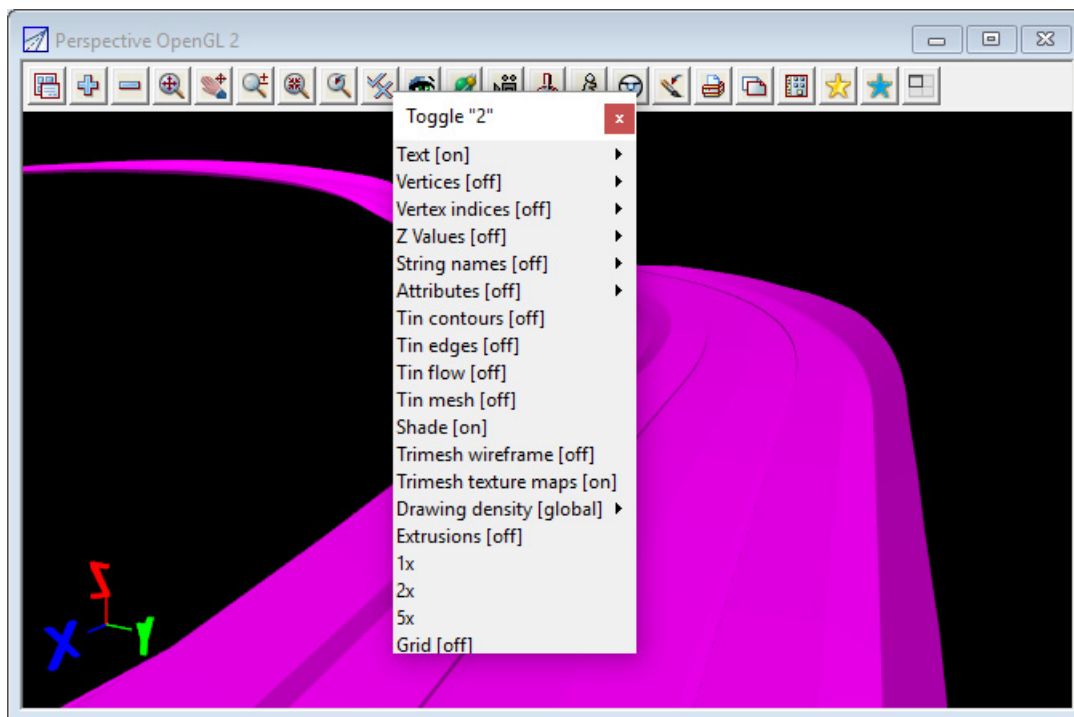 Perspective OpenGL 2
Toggle "2"
x
Text [on]
Vertices [off]
Vertex indices [off]
Z Values [off]
String names [off]
Attributes [off]
Tin contours [off]
Tin edges [off]
Tin flow [off]
Tin mesh [off]
Shade [on]
Trimesh wireframe [off]
Trimesh texture maps [on]
Drawing density [global]
Extrusions [off]
1x
2x
5x
Grid [off]
Z
X
Y